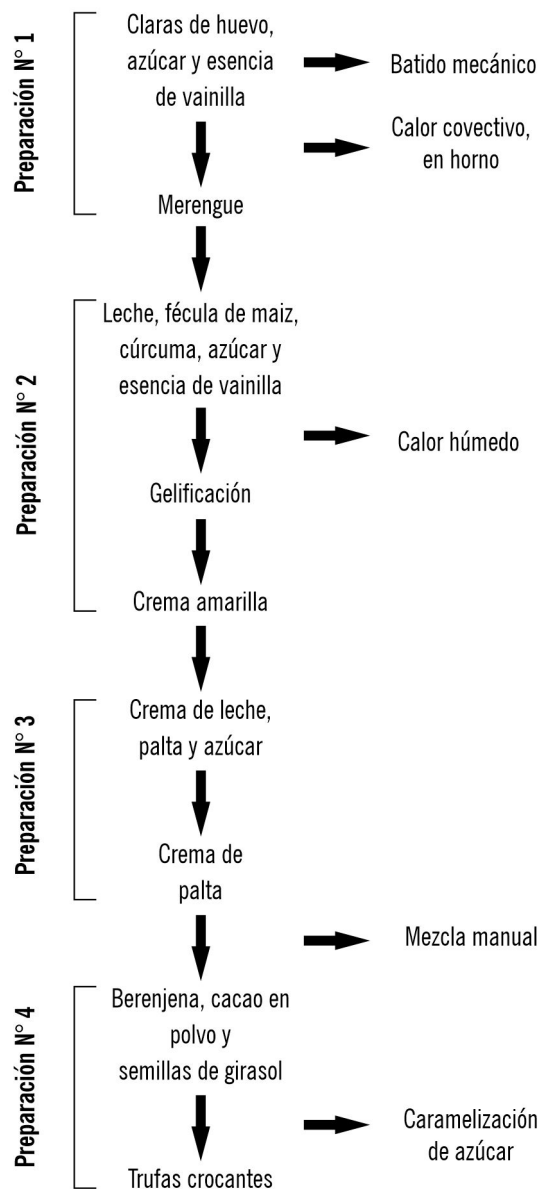 Preparación N° 1
Claras de huevo,
azúcar y esencia
de vainilla
Batido mecánico
Calor covectivo,
en horno
Merengue
Preparación N° 2
Leche, fécula de maiz,
cúrcuma, azúcar y
esencia de vainilla
Calor húmedo
Gelificación
Crema amarilla
Preparación N° 3
Crema de leche,
palta y azúcar
Crema de
palta
Mezcla manual
Preparación N° 4
Berenjena, cacao en
polvo y
semillas de girasol
Caramelización
de azúcar
Trufas crocantes